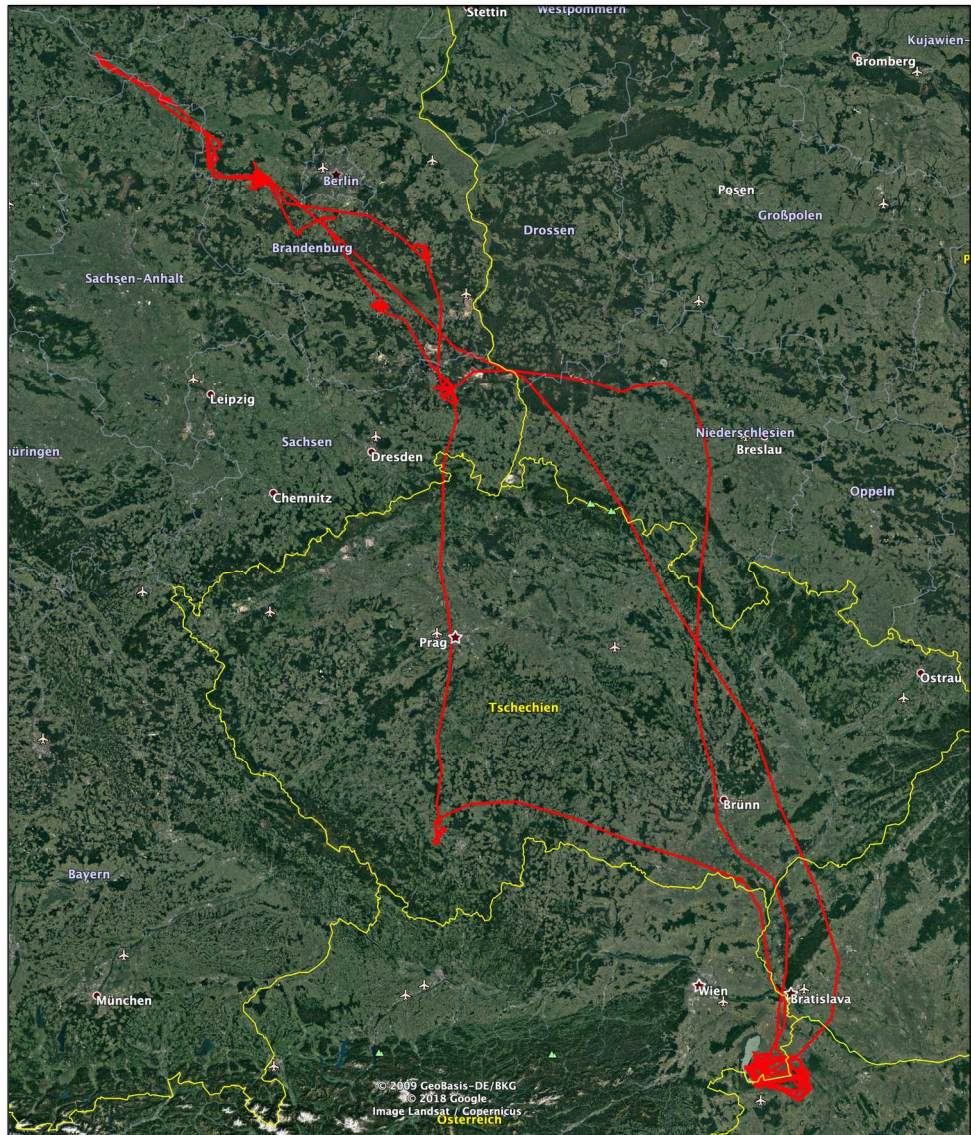 Stettin
Westpommern
Kujawien-
Bromberg
Berlin
Posen
Großpolen
Drossen
Brandenburg
Sachsen-Anhalt
P
Leipzig
Niederschlesien
Breslau
Sachsen
hüringen
Dresden
Oppeln
Chemnitz
Prag
Ostrau
Tschechien
Brünn
Bayern
München
Wien
Bratislava
© 2009 GeoBasis-DE/BKG
© 2018 Google
Image Landsat / Copernicus
Österreich